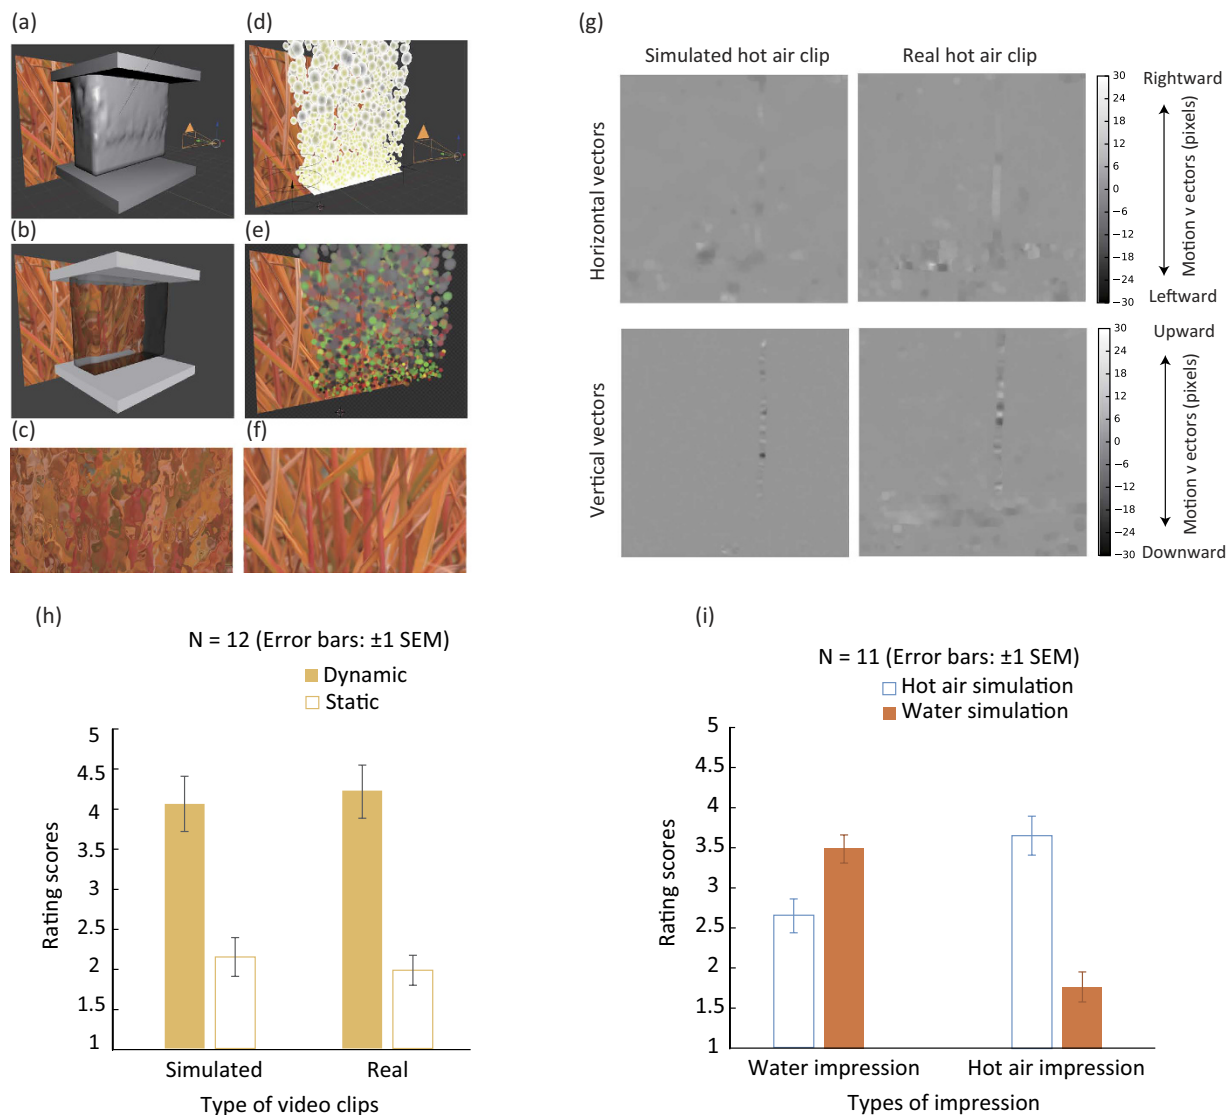 (a)
(d)
(b)
(e)
(c)
(f)
(g)
Simulated hot air clip
Real hot air clip
Horizontal vectors
30
24
18
12
6
0
−6
−12
−18
−24
−30
Rightward
Motion v ectors (pixels)
Leftward
Vertical vectors
30
24
18
12
6
0
−6
−12
−18
−24
−30
Upward
Motion v ectors (pixels)
Downward
(h)
N = 12 (Error bars: ±1 SEM)
Dynamic
Static
Rating scores
5
4.5
4
3.5
3
2.5
2
1.5
1
Simulated
Real
Type of video clips
(i)
N = 11 (Error bars: ±1 SEM)
Hot air simulation
Water simulation
Rating scores
5
4.5
4
3.5
3
2.5
2
1.5
1
Water impression
Hot air impression
Types of impression